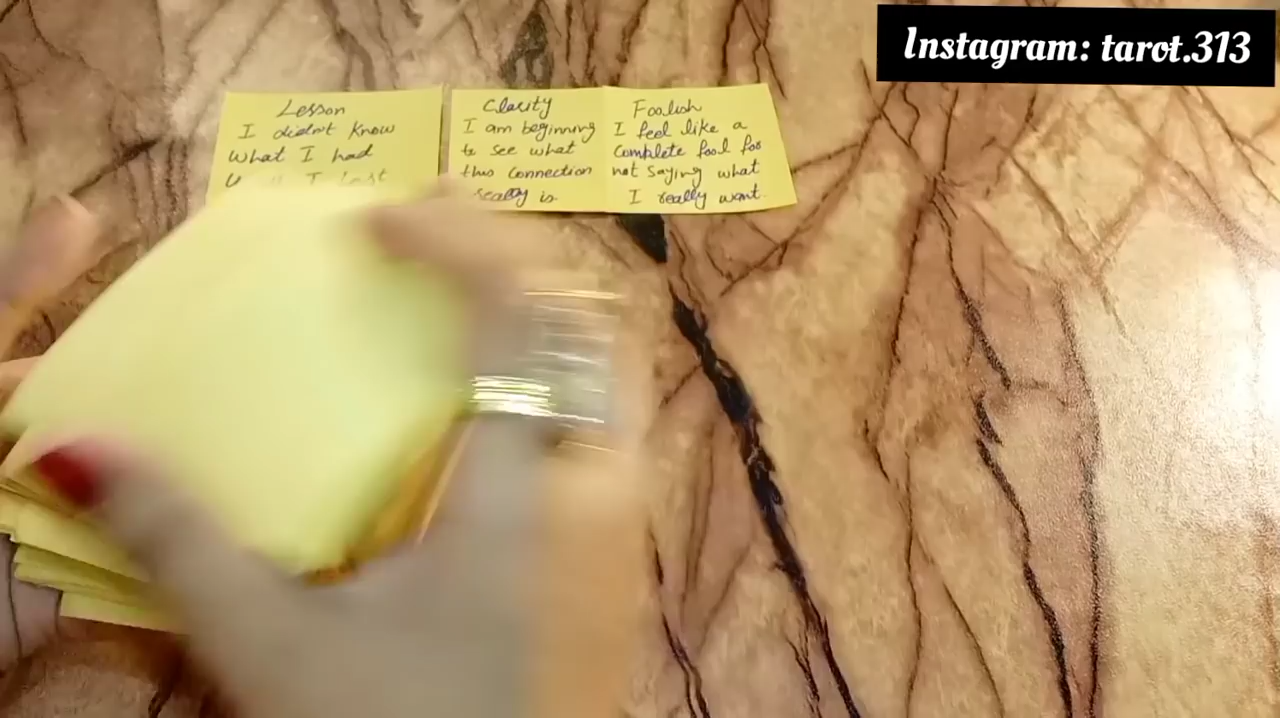 Instagram: tarot.313
Lesson
I didn't know
what I had
I lost
Clarity
I am beginning
to see what
this connection
really is.
Foolish
I feel like a
complete fool for
not saying what
I really want.